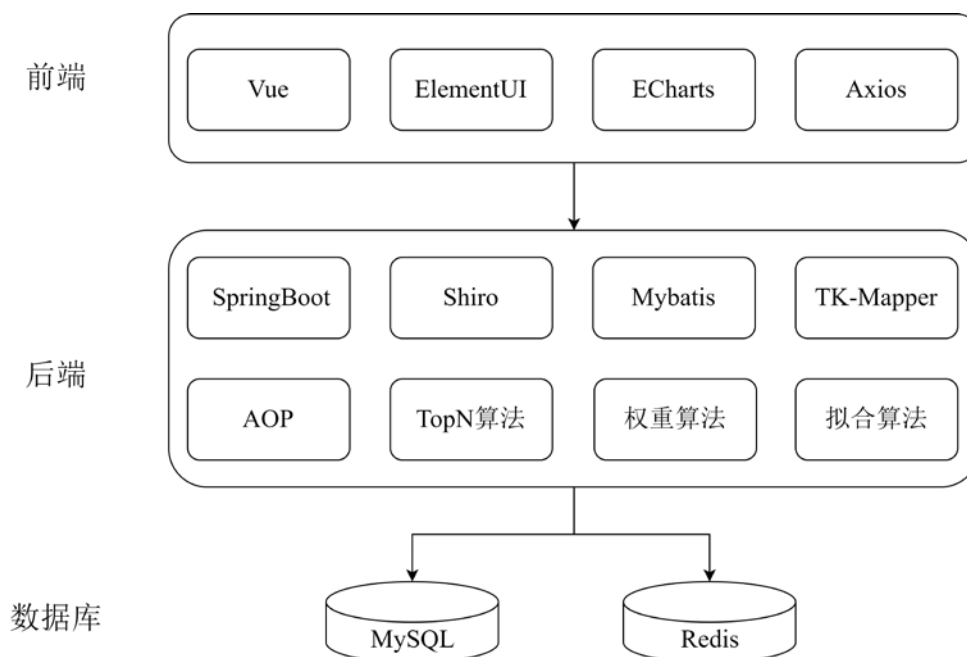 前端
Vue
ElementUI
ECharts
Axios
后端
SpringBoot
Shiro
Mybatis
TK-Mapper
AOP
TopN算法
权重算法
拟合算法
数据库
MySQL
Redis